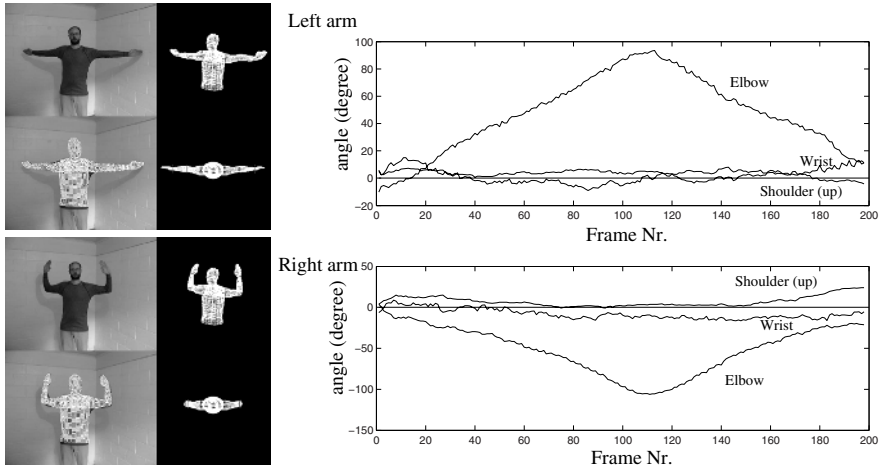 Left arm
100
80
60
40
20
0
−20
angle (degree)
Elbow
Wrist
Shoulder (up)
0 20 40 60 80 100 120 140 160 180 200
Frame Nr.
Right arm
50
0
−50
−100
−150
angle (degree)
Shoulder (up)
Wrist
Elbow
0 20 40 60 80 100 120 140 160 180 200
Frame Nr.